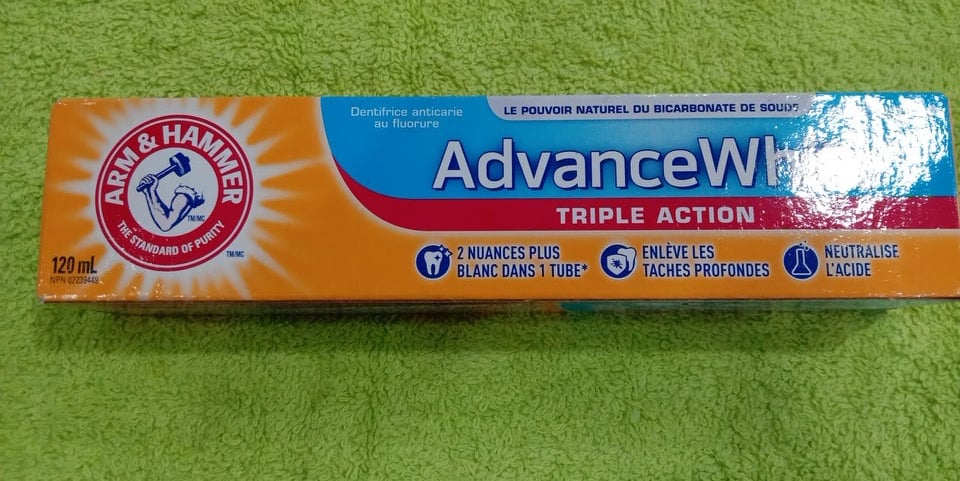 ARM & HAMMER
THE STANDARD OF PURITY
TM/MC
TM/MC
120 mL
NPN 02239449
Dentifrice anticarie
au fluorure
LE POUVOIR NATUREL DU BICARBONATE DE SOUDE
AdvanceWh
TRIPLE ACTION
2 NUANCES PLUS
BLANC DANS 1 TUBE*
ENLÈVE LES
TACHES PROFONDES
NEUTRALISE
L'ACIDE